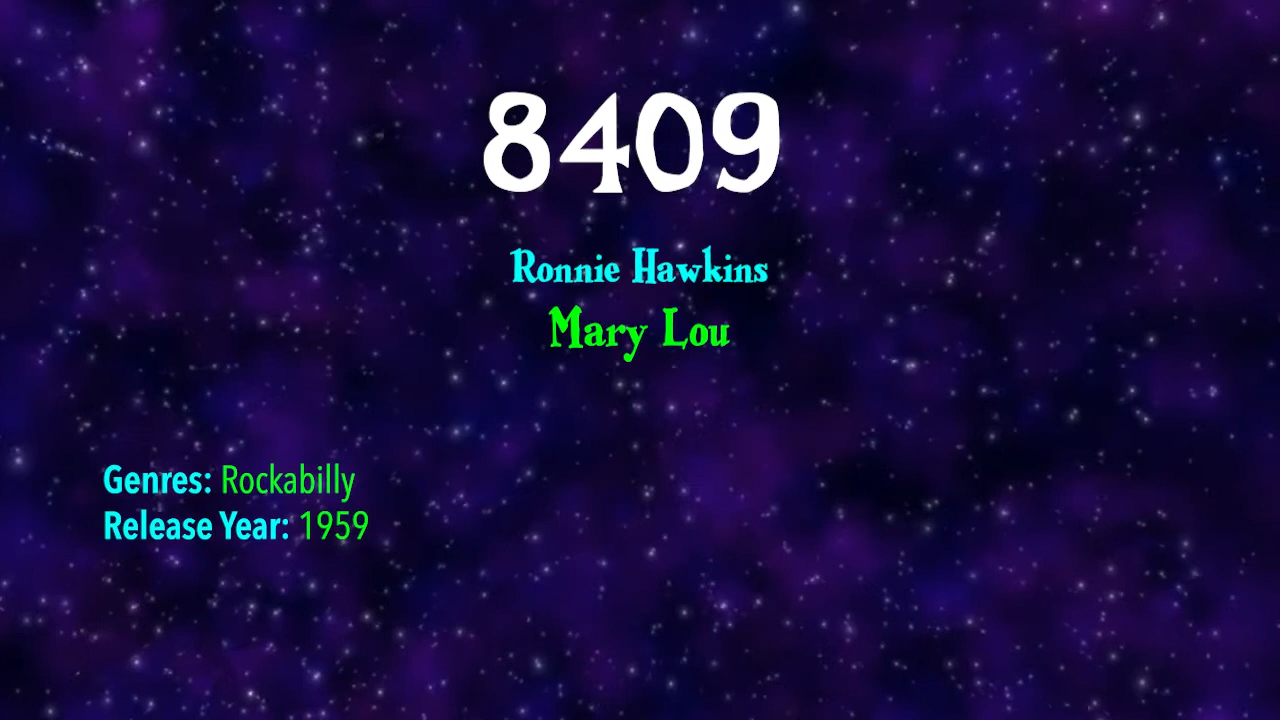 8409
Ronnie Hawkins
Mary Lou
Genres: Rockabilly
Release Year: 1959